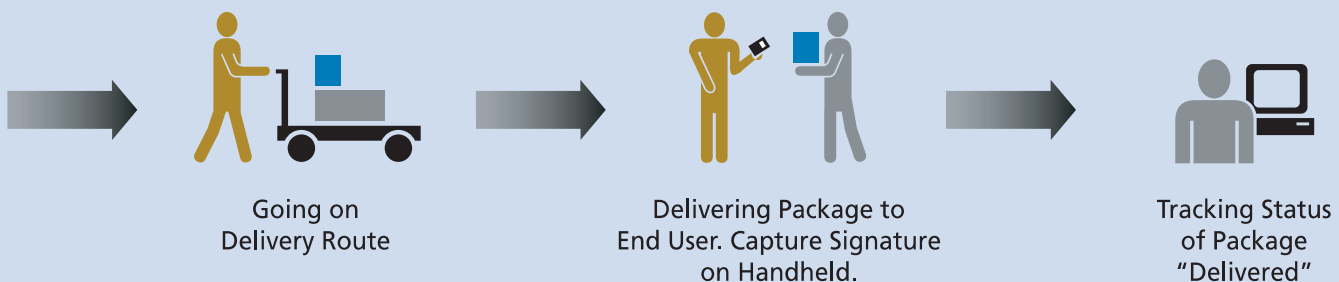 Going on
Delivery Route
Delivering Package to
End User. Capture Signature
on Handheld.
Tracking Status
of Package
“Delivered”